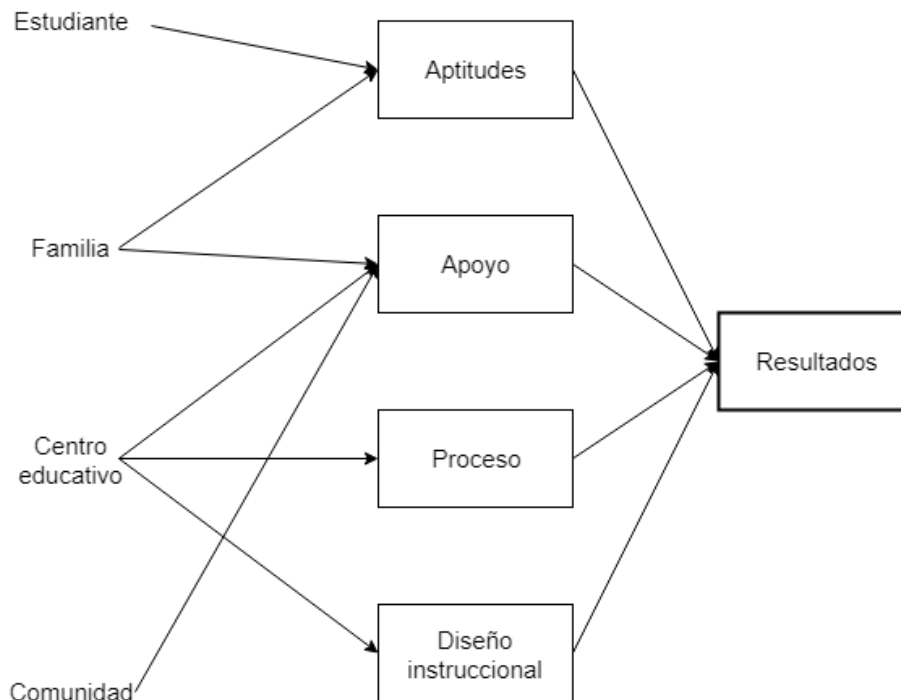 Estudiante
Aptitudes
Familia
Apoyo
Resultados
Centro
educativo
Proceso
Diseño
instruccional
Comunidad